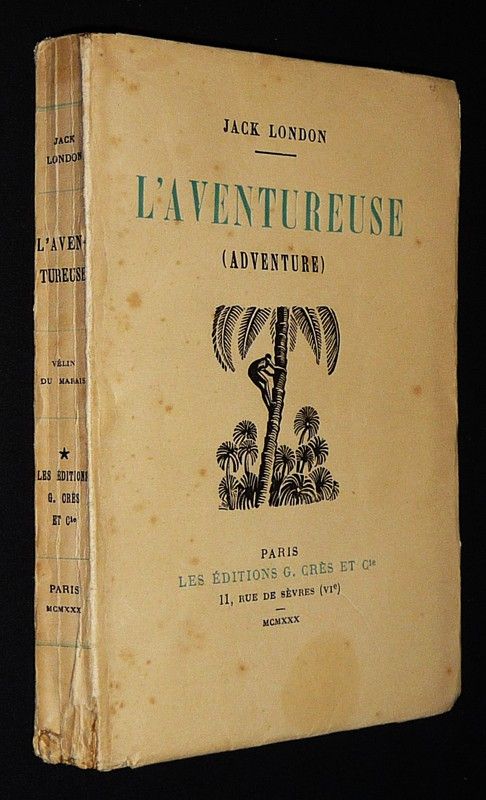 JACK LONDON
L'AVENTUREUSE
(ADVENTURE)
PARIS
LES ÉDITIONS G. CRÈS ET Cie
11, RUE DE SÈVRES (VIe)
MCMXXX
JACK
LONDON
L'AVEN-
TUREUSE
VÉLIN
DU MARAIS
★
LES ÉDITIONS
G. CRÈS
ET Cie
PARIS
MCMXXX